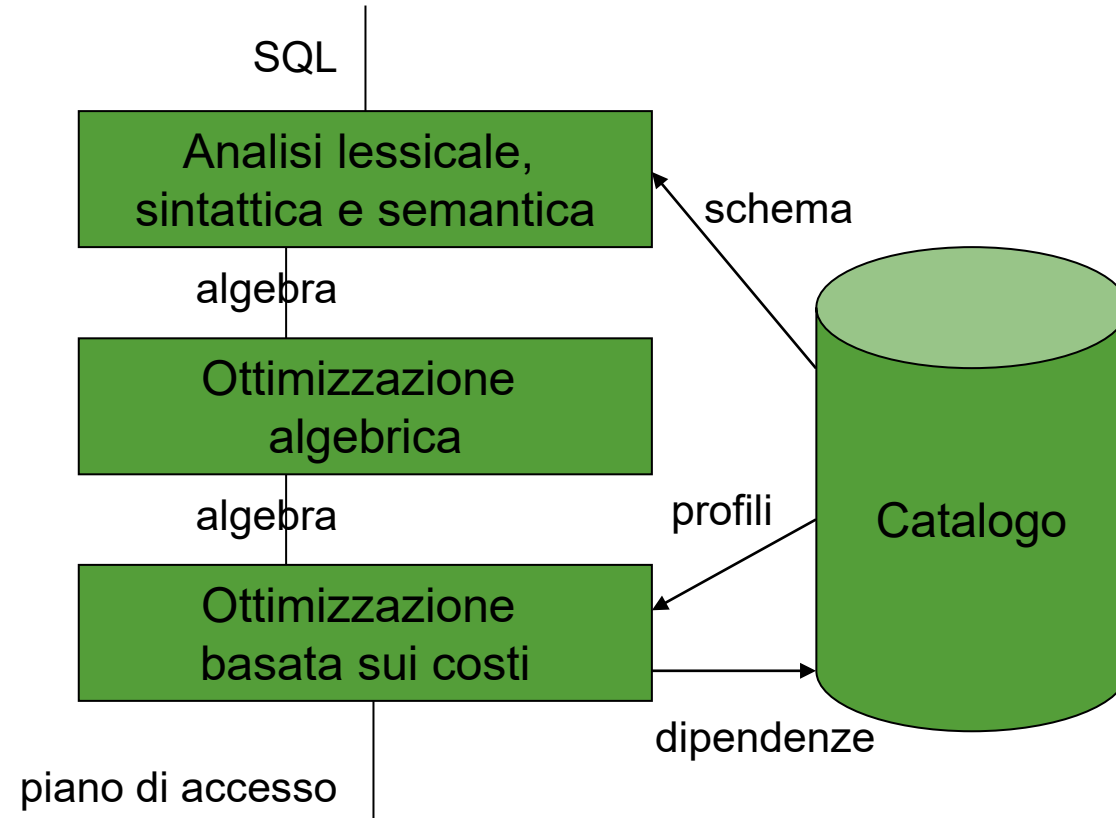 SQL
Analisi lessicale,
sintattica e semantica
schema
algebra
Ottimizzazione
algebrica
algebra
profili
Catalogo
Ottimizzazione
basata sui costi
dipendenze
piano di accesso